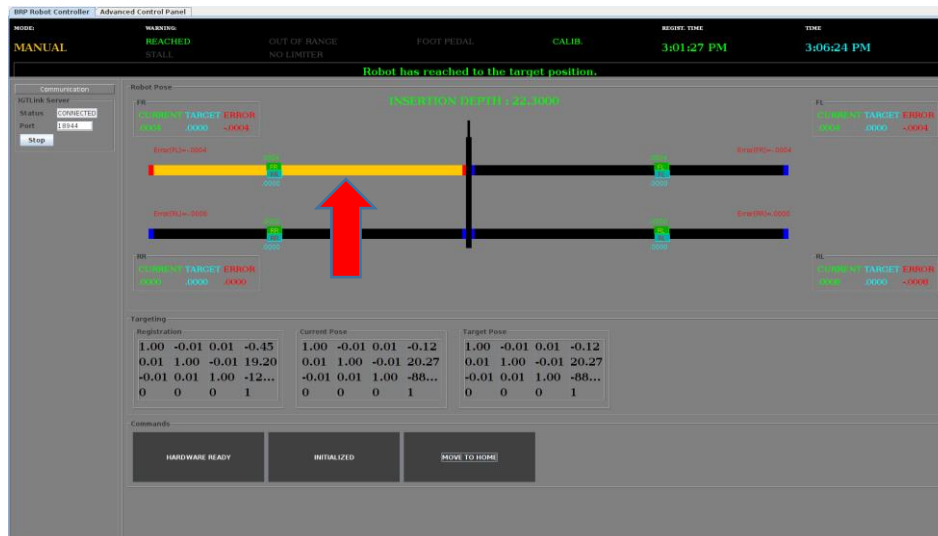 BRP Robot Controller Advanced Control Panel
MODE: WARNING: REGIST. TIME TIME
MANUAL REACHED OUT OF RANGE FOOT PEDAL CALIB. 3:01:27 PM 3:06:24 PM
STALL NO LIMITER
Robot has reached to the target position.
Communication
IGTLink Server
Status CONNECTED
Port 18944
Stop
Robot Pose
INSERTION DEPTH : 22.3000
FR
CURRENT TARGET ERROR
.0004 .0000 -.0004
FL
CURRENT TARGET ERROR
.0004 .0000 -.0004
.0000
.0000
.0000
.0000
RR
CURRENT TARGET ERROR
.0000 .0000 .0000
RL
CURRENT TARGET ERROR
.0008 .0000 -.0008
Targeting
Registration
1.00 -0.01 0.01 -0.45
0.01 1.00 -0.01 19.20
-0.01 0.01 1.00 -12...
0 0 0 1
Current Pose
1.00 -0.01 0.01 -0.12
0.01 1.00 -0.01 20.27
-0.01 0.01 1.00 -88...
0 0 0 1
Target Pose
1.00 -0.01 0.01 -0.12
0.01 1.00 -0.01 20.27
-0.01 0.01 1.00 -88...
0 0 0 1
Commands
HARDWARE READY INITIALIZED MOVE TO HOME